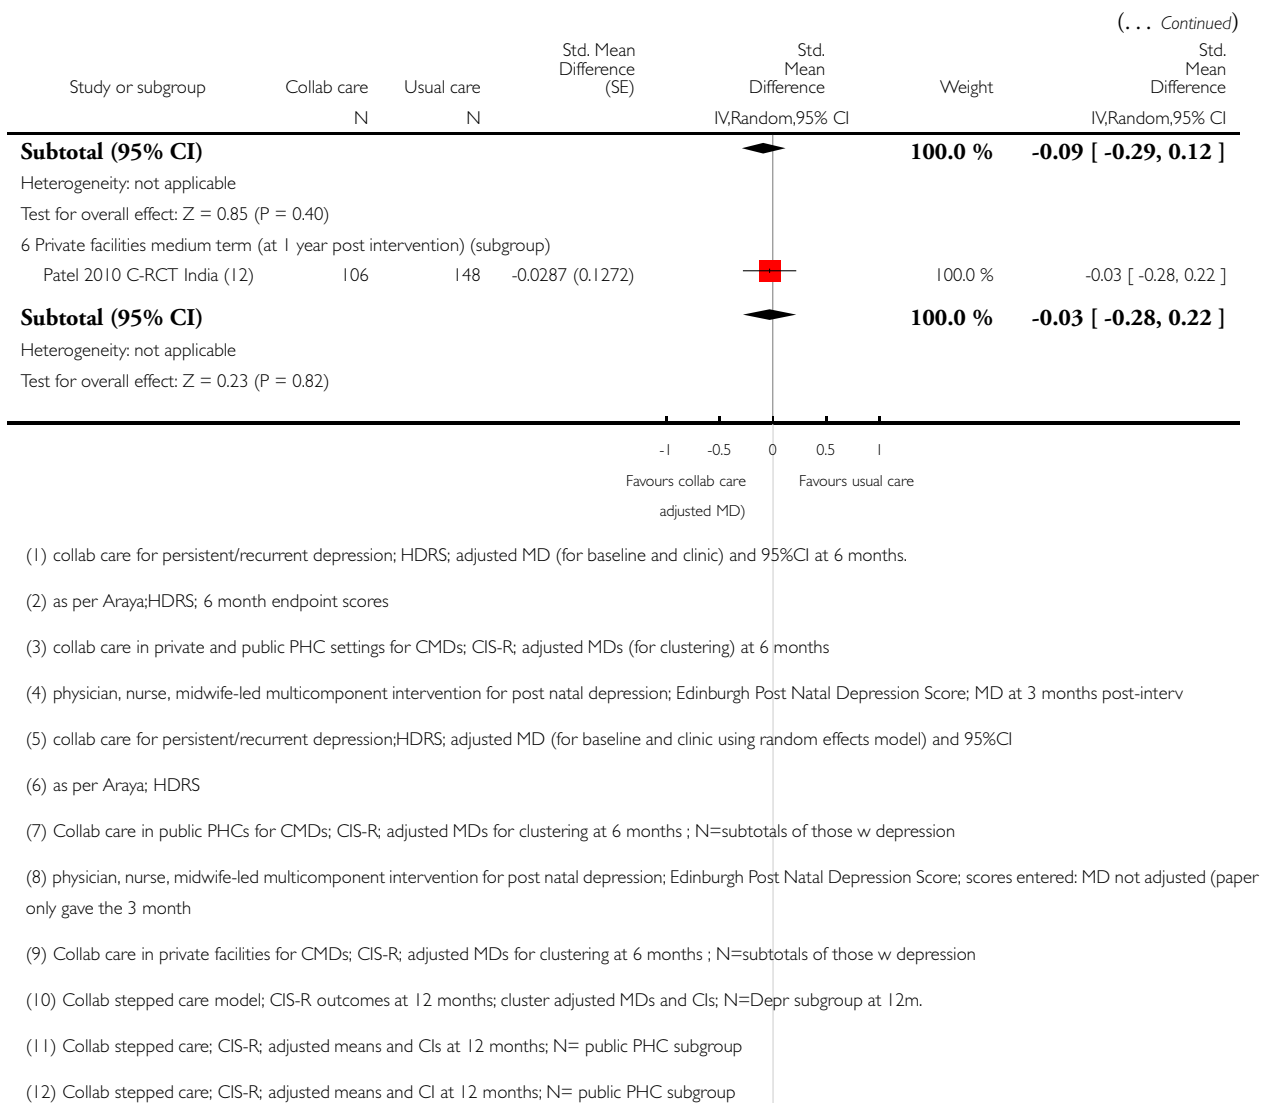 (... Continued)
Std. Mean Difference (SE)
Std. Mean Difference
Std. Mean Difference
Study or subgroup Collab care Usual care Weight
N N IV,Random,95% CI IV,Random,95% CI
Subtotal (95% CI) 100.0 % -0.09 [ -0.29, 0.12 ]
Heterogeneity: not applicable
Test for overall effect: Z = 0.85 (P = 0.40)
6 Private facilities medium term (at 1 year post intervention) (subgroup)
Patel 2010 C-RCT India (12) 106 148 -0.0287 (0.1272) 100.0 % -0.03 [ -0.28, 0.22 ]
Subtotal (95% CI) 100.0 % -0.03 [ -0.28, 0.22 ]
Heterogeneity: not applicable
Test for overall effect: Z = 0.23 (P = 0.82)
-1 -0.5 0 0.5 1
Favours collab care Favours usual care
adjusted MD)
(1) collab care for persistent/recurrent depression; HDRS; adjusted MD (for baseline and clinic) and 95%CI at 6 months.
(2) as per Araya;HDRS; 6 month endpoint scores
(3) collab care in private and public PHC settings for CMDs; CIS-R; adjusted MDs (for clustering) at 6 months
(4) physician, nurse, midwife-led multicomponent intervention for post natal depression; Edinburgh Post Natal Depression Score; MD at 3 months post-interv
(5) collab care for persistent/recurrent depression;HDRS; adjusted MD (for baseline and clinic using random effects model) and 95%CI
(6) as per Araya; HDRS
(7) Collab care in public PHCs for CMDs; CIS-R; adjusted MDs for clustering at 6 months ; N=subtotals of those w depression
(8) physician, nurse, midwife-led multicomponent intervention for post natal depression; Edinburgh Post Natal Depression Score; scores entered: MD not adjusted (paper
only gave the 3 month
(9) Collab care in private facilities for CMDs; CIS-R; adjusted MDs for clustering at 6 months ; N=subtotals of those w depression
(10) Collab stepped care model; CIS-R outcomes at 12 months; cluster adjusted MDs and CIs; N=Depr subgroup at 12m.
(11) Collab stepped care; CIS-R; adjusted means and CIs at 12 months; N= public PHC subgroup
(12) Collab stepped care; CIS-R; adjusted means and CI at 12 months; N= public PHC subgroup